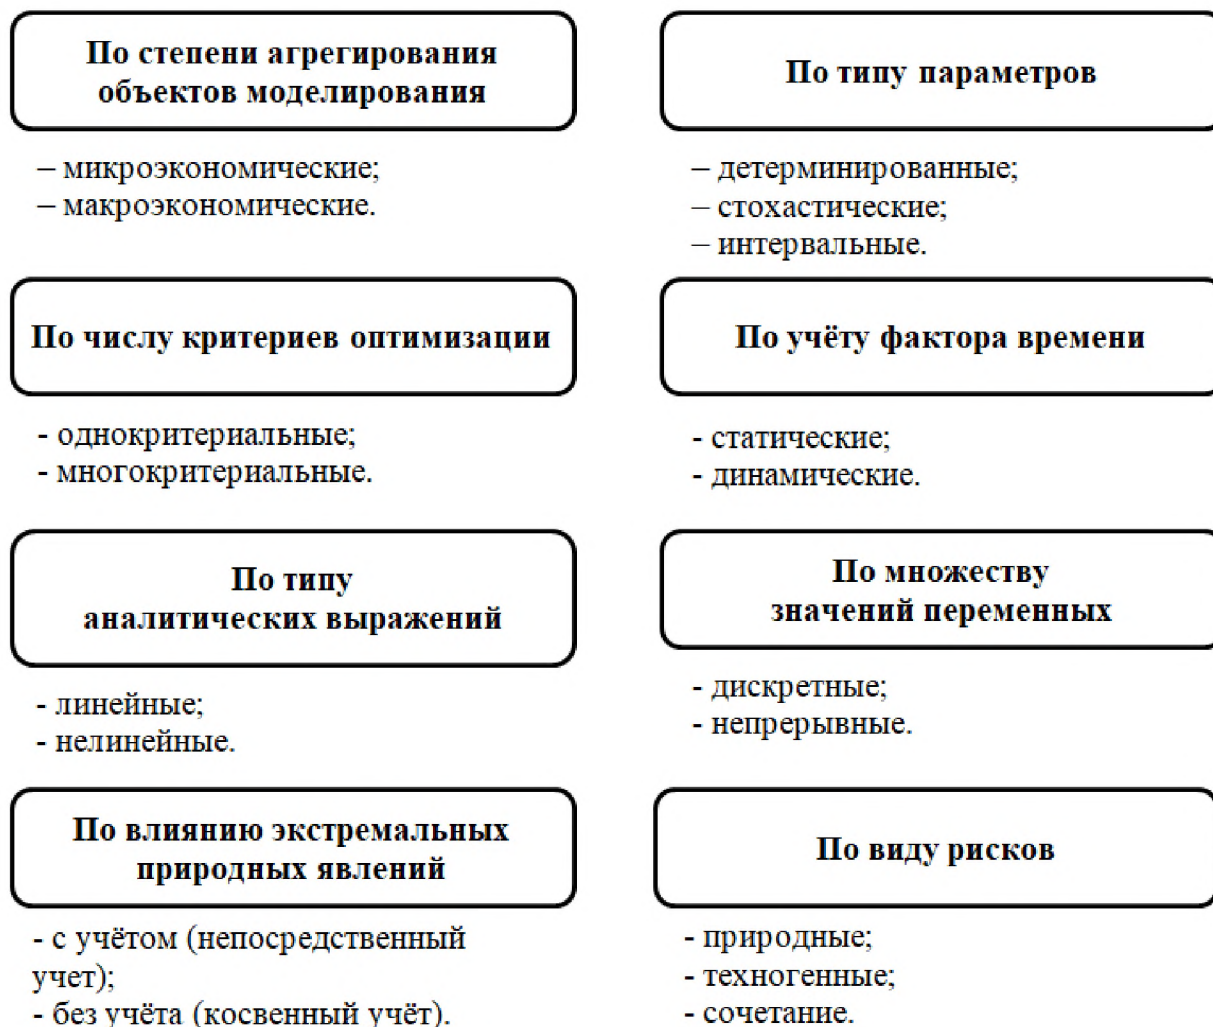 По степени агрегирования
объектов моделирования
– микроэкономические;
– макроэкономические.
По типу параметров
– детерминированные;
– стохастические;
– интервальные.
По числу критериев оптимизации
- однокритериальные;
- многокритериальные.
По учёту фактора времени
- статические;
- динамические.
По типу
аналитических выражений
- линейные;
- нелинейные.
По множеству
значений переменных
- дискретные;
- непрерывные.
По влиянию экстремальных
природных явлений
- с учётом (непосредственный
учет);
- без учёта (косвенный учёт).
По виду рисков
- природные;
- техногенные;
- сочетание.